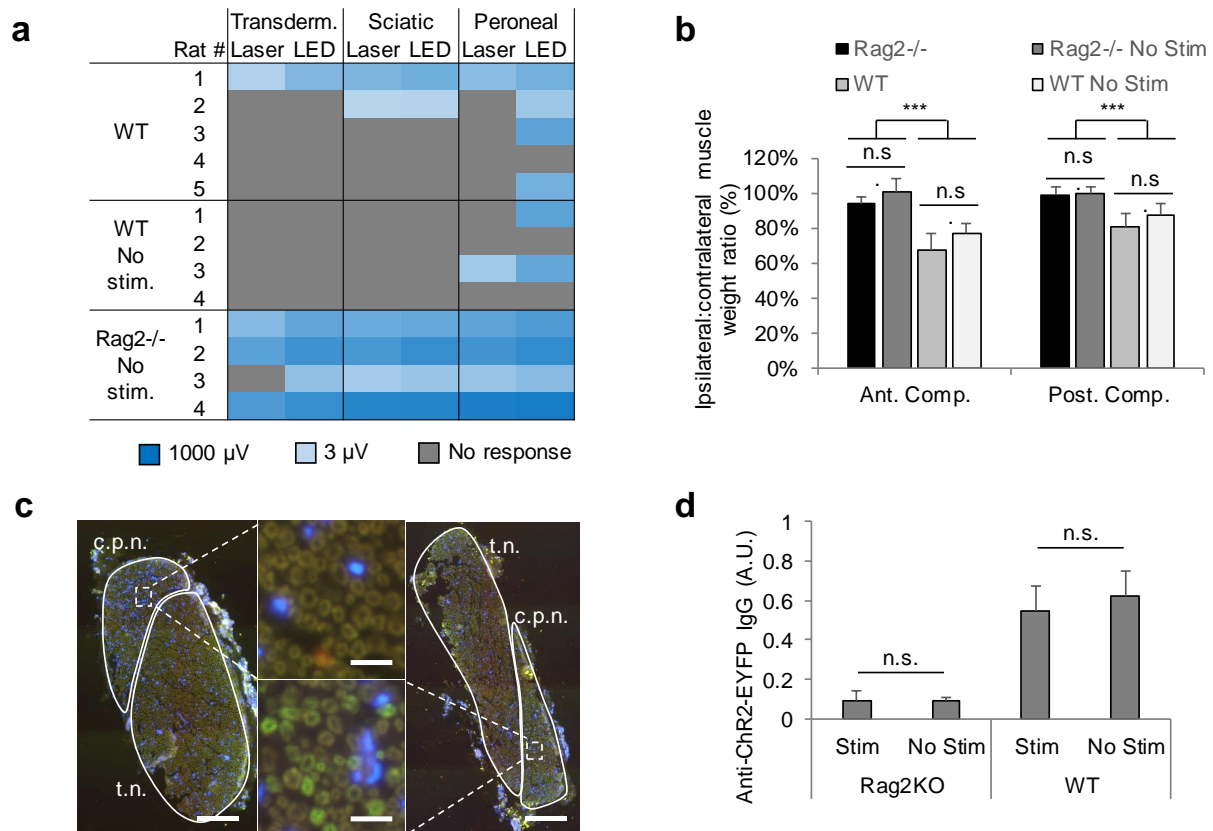 a
Transderm. Sciatic Peroneal
Rat # Laser LED Laser LED Laser LED
WT
1
2
3
4
5
WT
No
stim.
1
2
3
4
Rag2-/-
No
stim.
1
2
3
4
1000 µV 3 µV No response
b
Rag2-/- Rag2-/- No Stim
WT WT No Stim
Ipsilateral:contralateral muscle
weight ratio (%)
120%
100%
80%
60%
40%
20%
0%
*** ***
n.s n.s
n.s n.s
Ant. Comp. Post. Comp.
c
c.p.n.
t.n.
t.n.
c.p.n.
d
Anti-ChR2-EYFP IgG (A.U.)
1
0.8
0.6
0.4
0.2
0
n.s.
n.s.
Stim No Stim Stim No Stim
Rag2KO WT